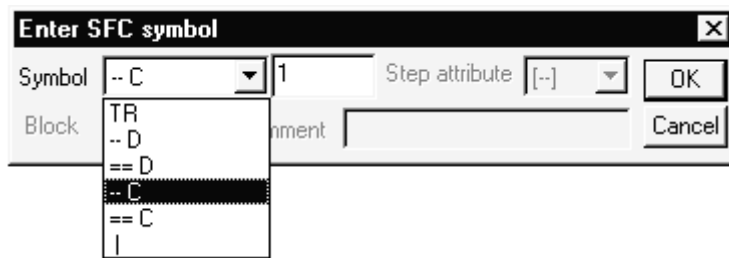 Enter SFC symbol
Symbol -- C 1 Step attribute [--] OK
Block mment Cancel
TR
-- D
== D
-- C
== C
|